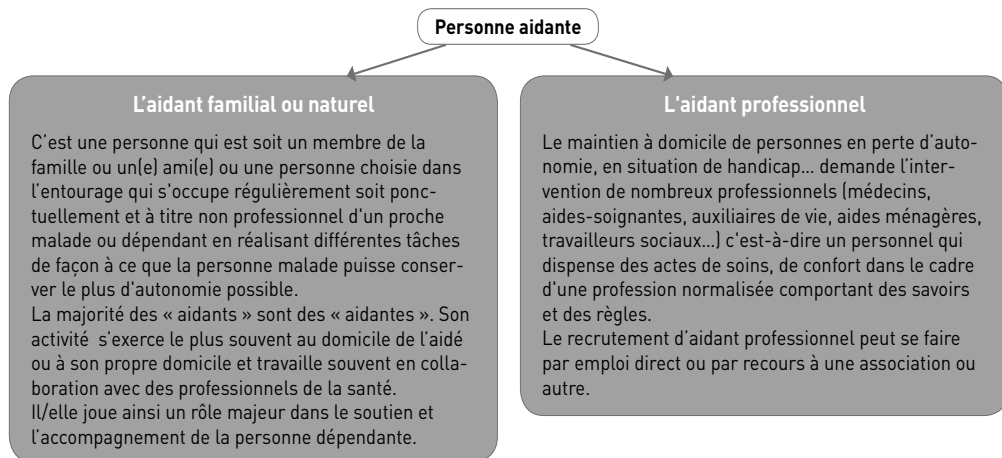 Personne aidante
L'aidant familial ou naturel
C'est une personne qui est soit un membre de la
famille ou un(e) ami(e) ou une personne choisie dans
l'entourage qui s'occupe régulièrement soit ponc-
tuellement et à titre non professionnel d'un proche
malade ou dépendant en réalisant différentes tâches
de façon à ce que la personne malade puisse conser-
ver le plus d'autonomie possible.
La majorité des « aidants » sont des « aidantes ». Son
activité s'exerce le plus souvent au domicile de l'aidé
ou à son propre domicile et travaille souvent en colla-
boration avec des professionnels de la santé.
Il/elle joue ainsi un rôle majeur dans le soutien et
l'accompagnement de la personne dépendante.
L'aidant professionnel
Le maintien à domicile de personnes en perte d'auto-
nomie, en situation de handicap... demande l'inter-
vention de nombreux professionnels (médecins,
aides-soignantes, auxiliaires de vie, aides ménagères,
travailleurs sociaux...) c'est-à-dire un personnel qui
dispense des actes de soins, de confort dans le cadre
d'une profession normalisée comportant des savoirs
et des règles.
Le recrutement d'aidant professionnel peut se faire
par emploi direct ou par recours à une association ou
autre.